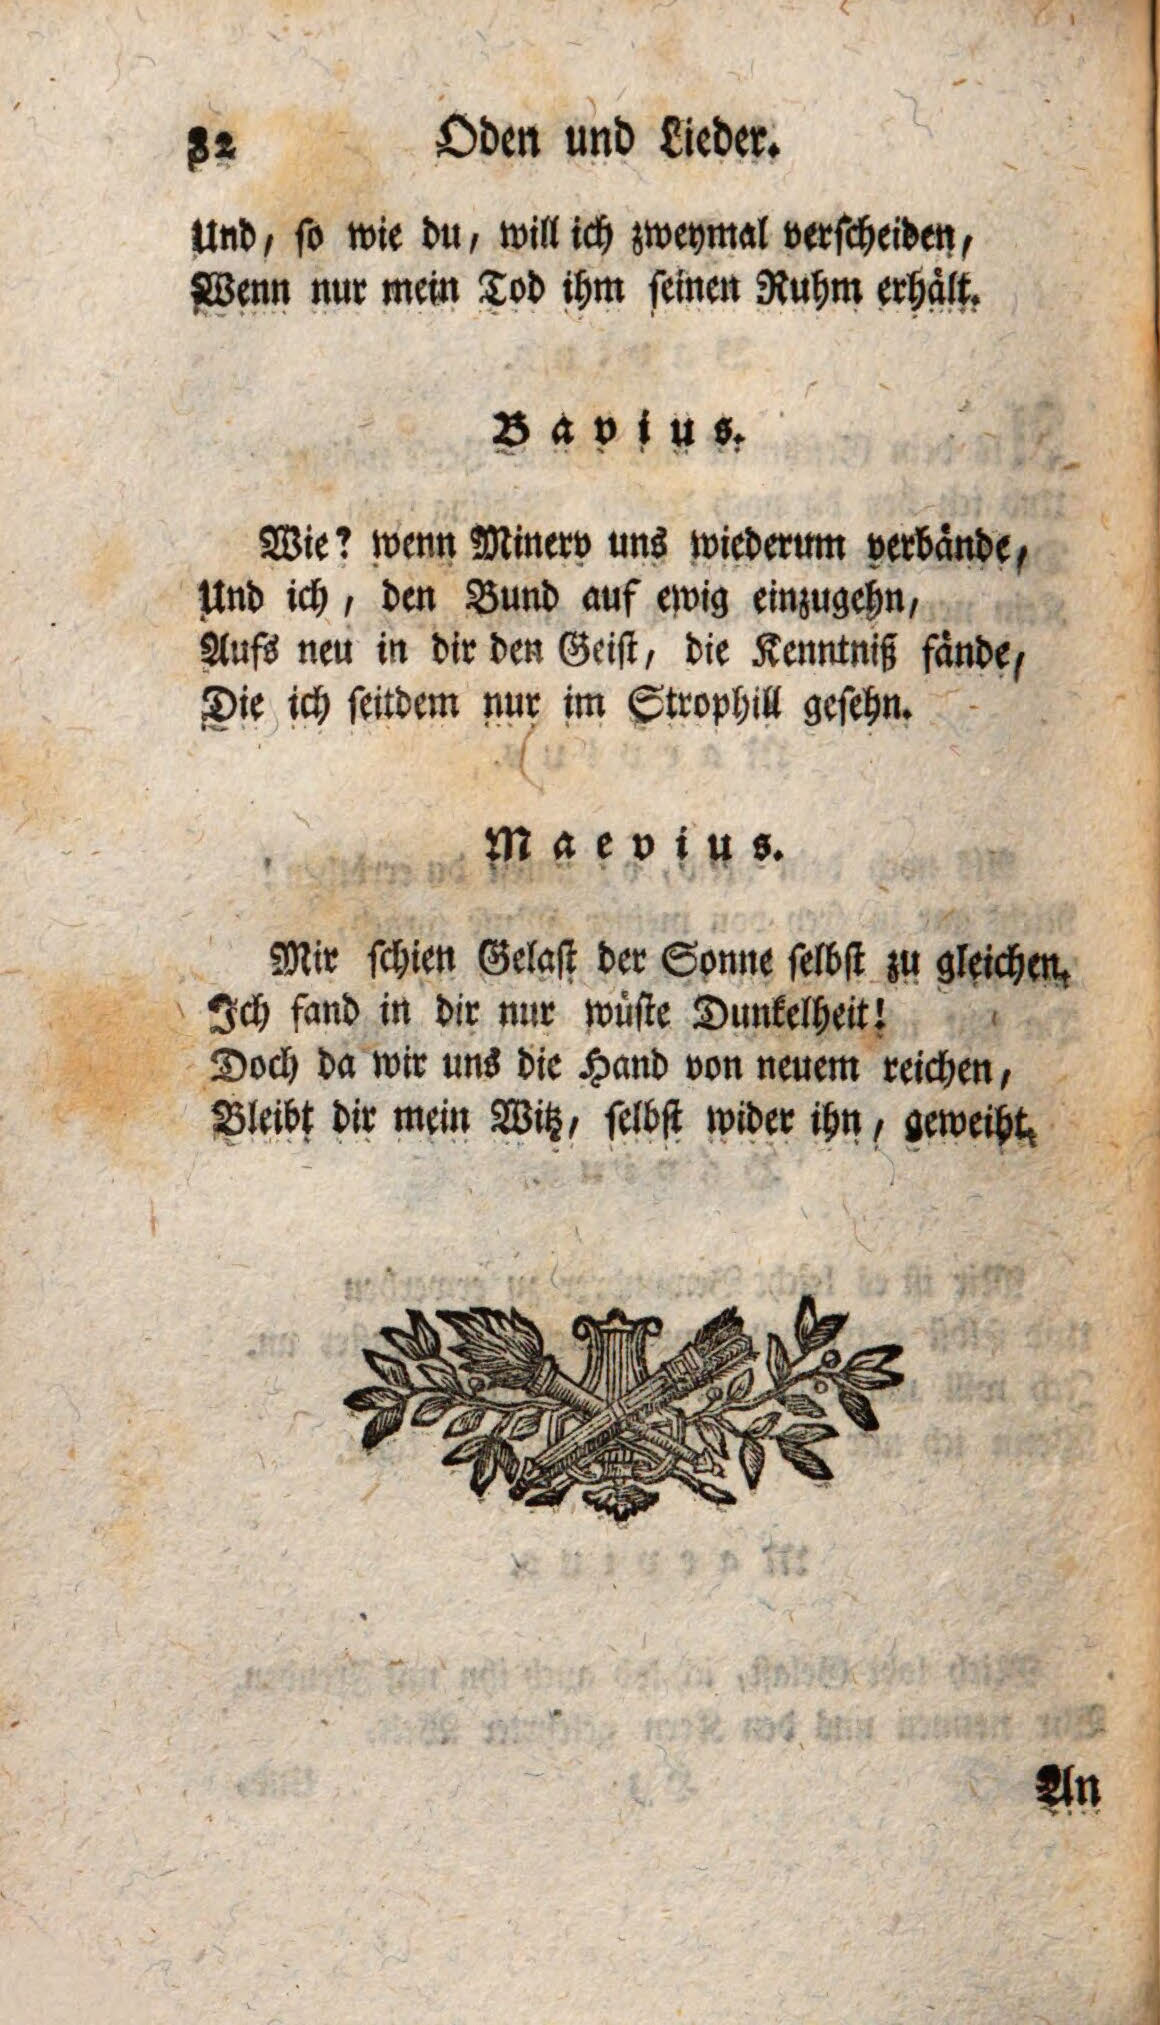 82 Oden und Lieder.
Und, so wie du, will ich zweymal verscheiden,
Wenn nur mein Tod ihm seinen Ruhm erhält.
Bavius.
Wie? wenn Minerv uns wiederum verbände,
Und ich, den Bund auf ewig einzugehn,
Aufs neu in dir den Geist, die Kenntniß fände,
Die ich seitdem nur im Strophill gesehn.
Maevius.
Mir schien Gelast der Sonne selbst zu gleichen.
Ich fand in dir nur wüste Dunkelheit!
Doch da wir uns die Hand von neuem reichen,
Bleibt dir mein Witz, selbst wider ihn, geweiht.
An